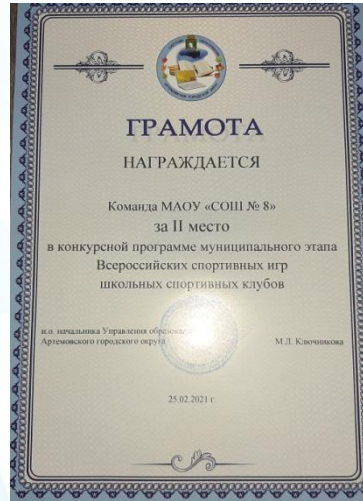 ГРАМОТА
НАГРАЖДАЕТСЯ
Команда МАОУ «СОШ № 8»
за II место
в конкурсной программе муниципального этапа
Всероссийских спортивных игр
школьных спортивных клубов
и.о. начальника Управления
Артемовского городского округа
М.Л. Ключникова
25.02.2021 г.